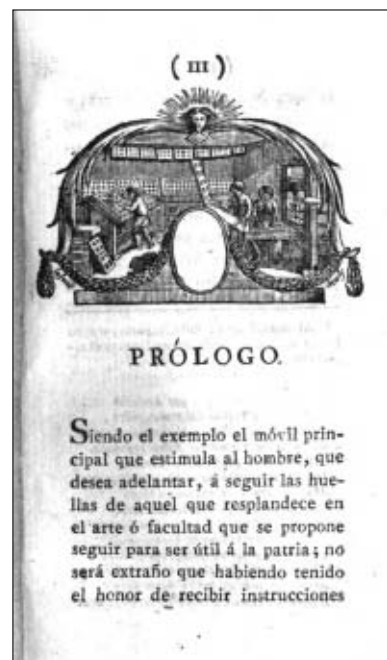 ( III )
PRÓLOGO.
Siendo el exemplo el móvil prin-
cipal que estimula al hombre, que
desea adelantar, á seguir las hue-
llas de aquel que resplandece en
el arte ó facultad que se propone
seguir para ser útil á la patria; no
será extraño que habiendo tenido
el honor de recibir instrucciones